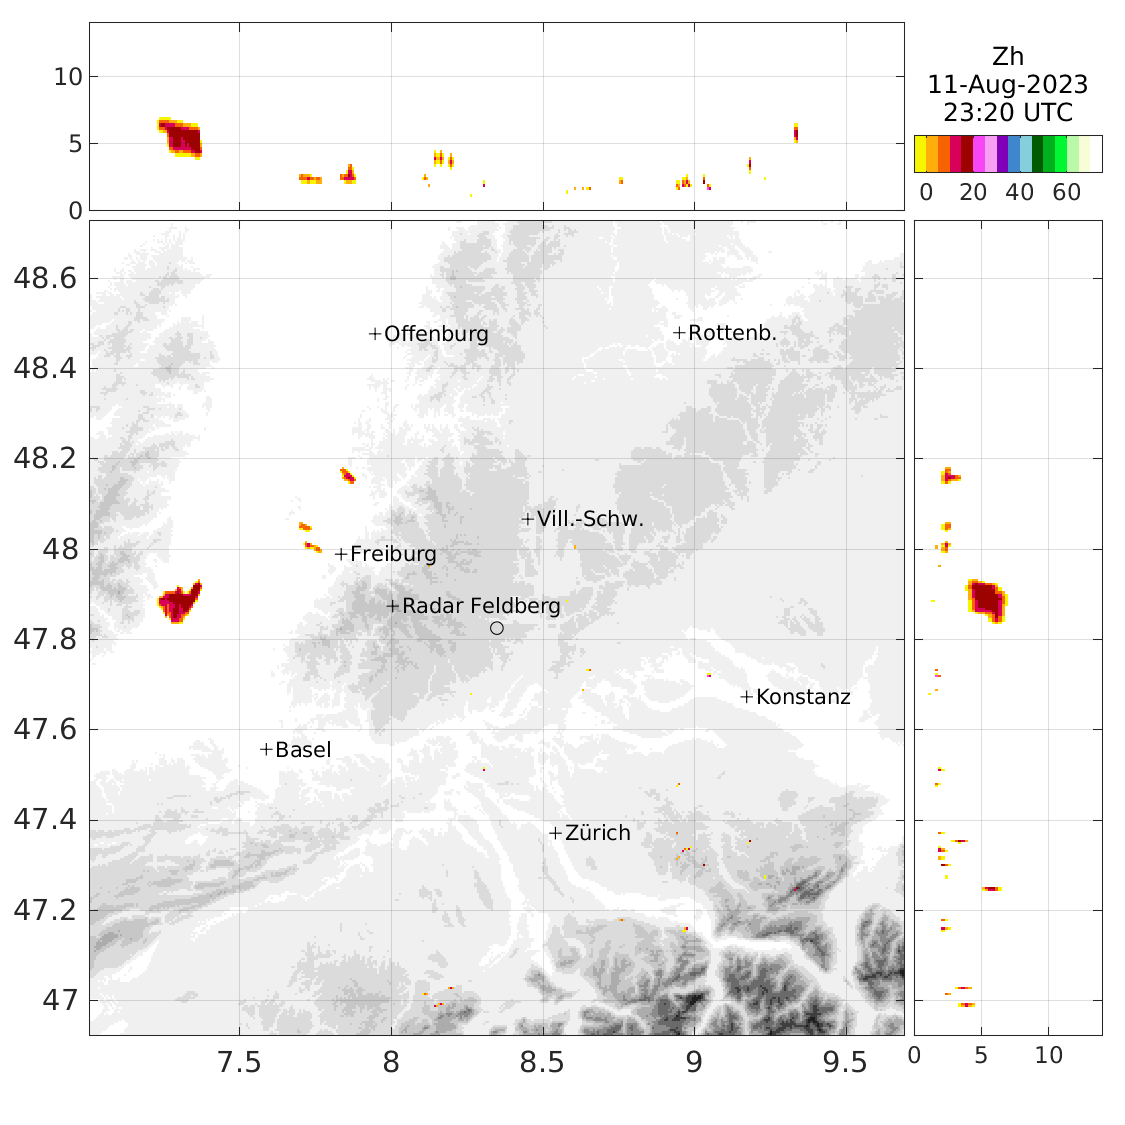 10
5
0
Zh
11-Aug-2023
23:20 UTC
0 20 40 60
48.6
48.4
48.2
48
47.8
47.6
47.4
47.2
47
Offenburg
Rottenb.
Vill.-Schw.
Freiburg
Radar Feldberg
Konstanz
Basel
Zürich
7.5 8 8.5 9 9.5
0 5 10